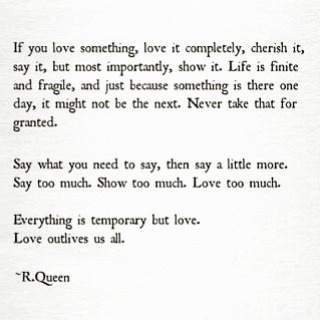 If you love something, love it completely, cherish it,
say it, but most importantly, show it. Life is finite
and fragile, and just because something is there one
day, it might not be the next. Never take that for
granted.
Say what you need to say, then say a little more.
Say too much. Show too much. Love too much.
Everything is temporary but love.
Love outlives us all.
~R.Queen